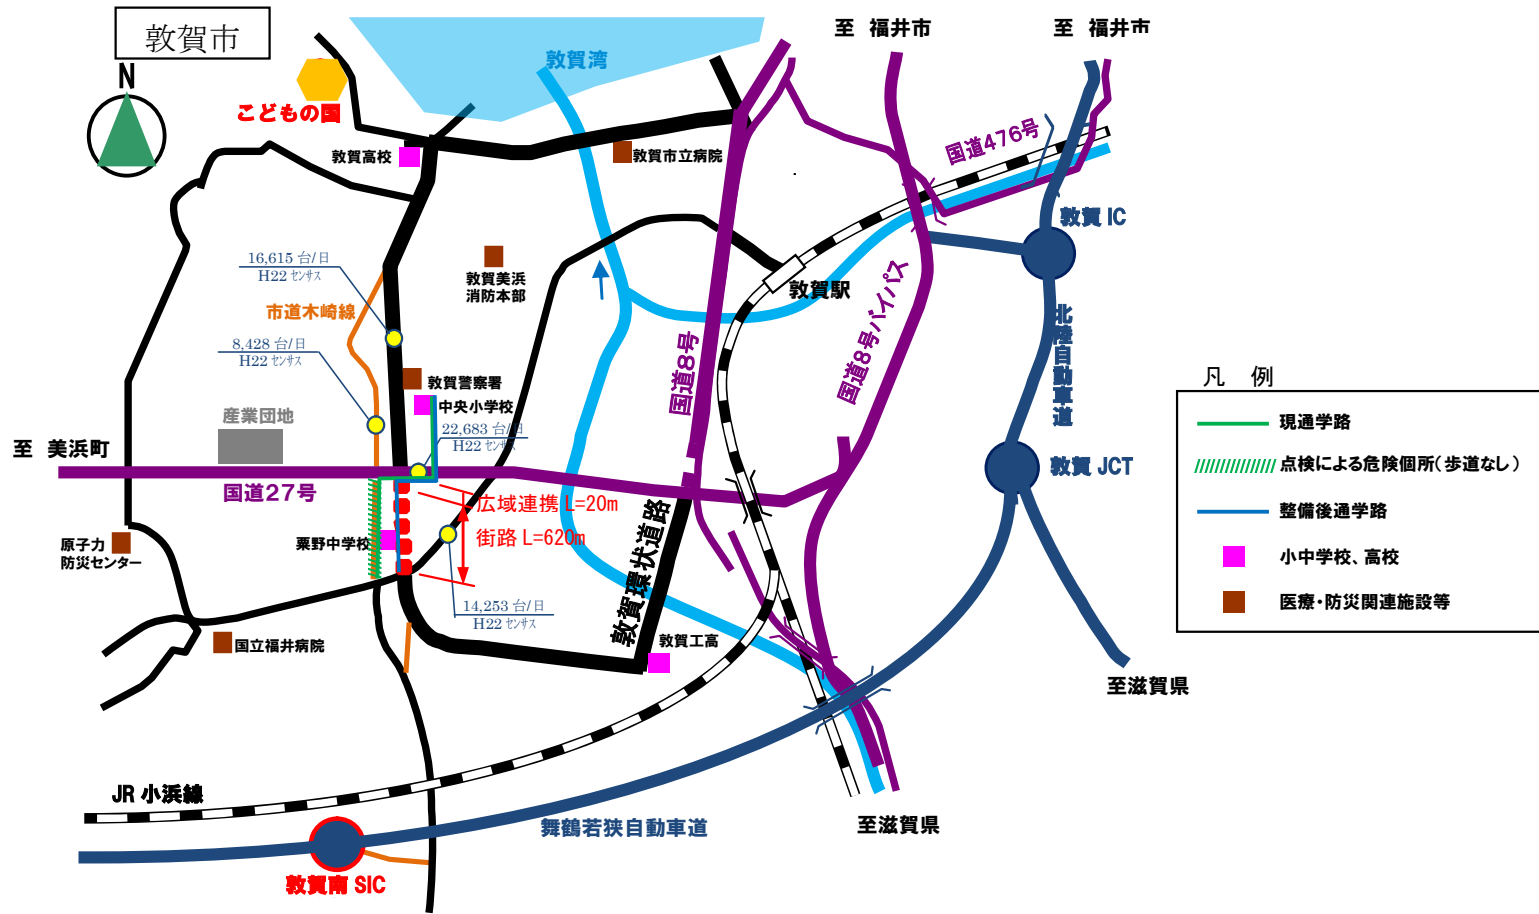 敦賀市
N
こどもの国
敦賀湾
至 福井市
至 福井市
国道476号
敦賀高校
敦賀市立病院
敦賀 IC
16,615 台/日
H22 センサス
敦賀美浜
消防本部
敦賀駅
市道木崎線
8,428 台/日
H22 センサス
国道8号
国道8号バイパス
北陸自動車道
敦賀警察署
中央小学校
産業団地
22,683 台/日
H22 センサス
至 美浜町
国道27号
敦賀 JCT
広域連携 L=20m
街路 L=620m
粟野中学校
原子力
防災センター
敦賀環状道路
14,253 台/日
H22 センサス
国立福井病院
敦賀工高
至滋賀県
JR 小浜線
舞鶴若狭自動車道
至滋賀県
敦賀南 SIC
凡 例
現通学路
点検による危険個所(歩道なし)
整備後通学路
小中学校、高校
医療・防災関連施設等